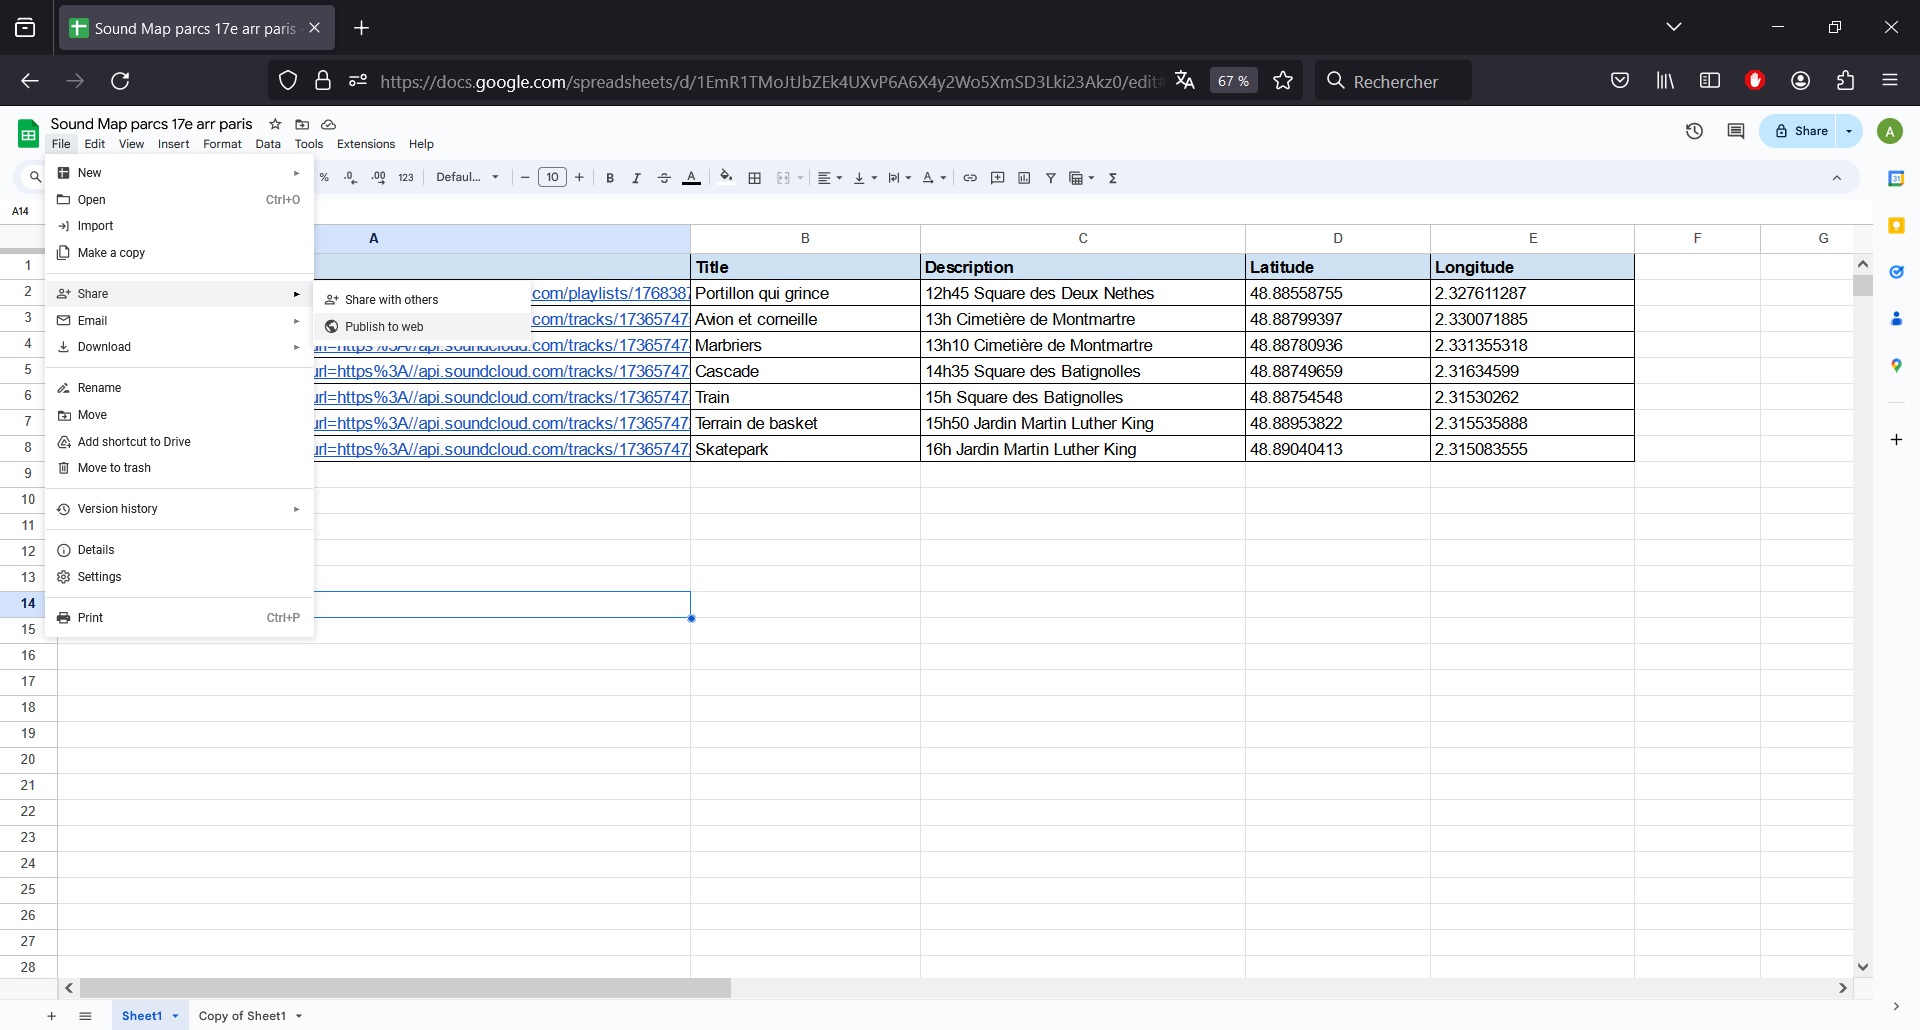 Sound Map parcs 17e arr paris
https://docs.google.com/spreadsheets/d/1EmR1TMoJtJbZEk4UXvP6A6X4y2Wo5XmSD3Lki23Akz0/edit#
67 %
Rechercher
Sound Map parcs 17e arr paris
File Edit View Insert Format Data Tools Extensions Help
Share
A
% .0 .00 123 Defaul... 10 B I A
A14
New
Open Ctrl+O
Import
Make a copy
Share
Email
Download
Rename
Move
Add shortcut to Drive
Move to trash
Version history
Details
Settings
Print Ctrl+P
Share with others
Publish to web
A B C D E F G
1 Title Description Latitude Longitude
2 com/playlists/1768387 Portillon qui grince 12h45 Square des Deux Nethes 48.88558755 2.327611287
3 com/tracks/17365747 Avion et corneille 13h Cimetière de Montmartre 48.88799397 2.330071885
4 url=https%3A//api.soundcloud.com/tracks/17365747 Marbriers 13h10 Cimetière de Montmartre 48.88780936 2.331355318
5 url=https%3A//api.soundcloud.com/tracks/17365747 Cascade 14h35 Square des Batignolles 48.88749659 2.31634599
6 url=https%3A//api.soundcloud.com/tracks/17365747 Train 15h Square des Batignolles 48.88754548 2.31530262
7 url=https%3A//api.soundcloud.com/tracks/17365747 Terrain de basket 15h50 Jardin Martin Luther King 48.88953822 2.315535888
8 url=https%3A//api.soundcloud.com/tracks/17365747 Skatepark 16h Jardin Martin Luther King 48.89040413 2.315083555
9
10
11
12
13
14
15
16
17
18
19
20
21
22
23
24
25
26
27
28
31
Sheet1 Copy of Sheet1